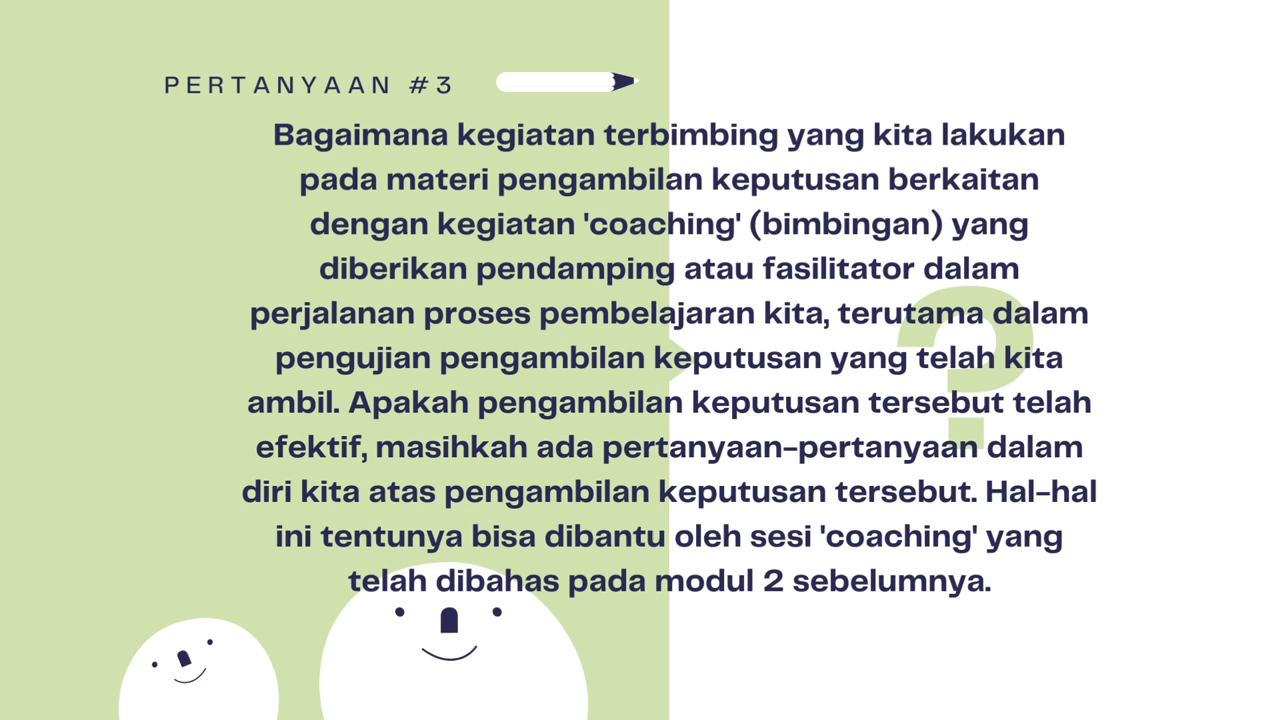 PERTANYAAN #3
Bagaimana kegiatan terbimbing yang kita lakukan
pada materi pengambilan keputusan berkaitan
dengan kegiatan 'coaching' (bimbingan) yang
diberikan pendamping atau fasilitator dalam
perjalanan proses pembelajaran kita, terutama dalam
pengujian pengambilan keputusan yang telah kita
ambil. Apakah pengambilan keputusan tersebut telah
efektif, masihkah ada pertanyaan-pertanyaan dalam
diri kita atas pengambilan keputusan tersebut. Hal-hal
ini tentunya bisa dibantu oleh sesi 'coaching' yang
telah dibahas pada modul 2 sebelumnya.
?